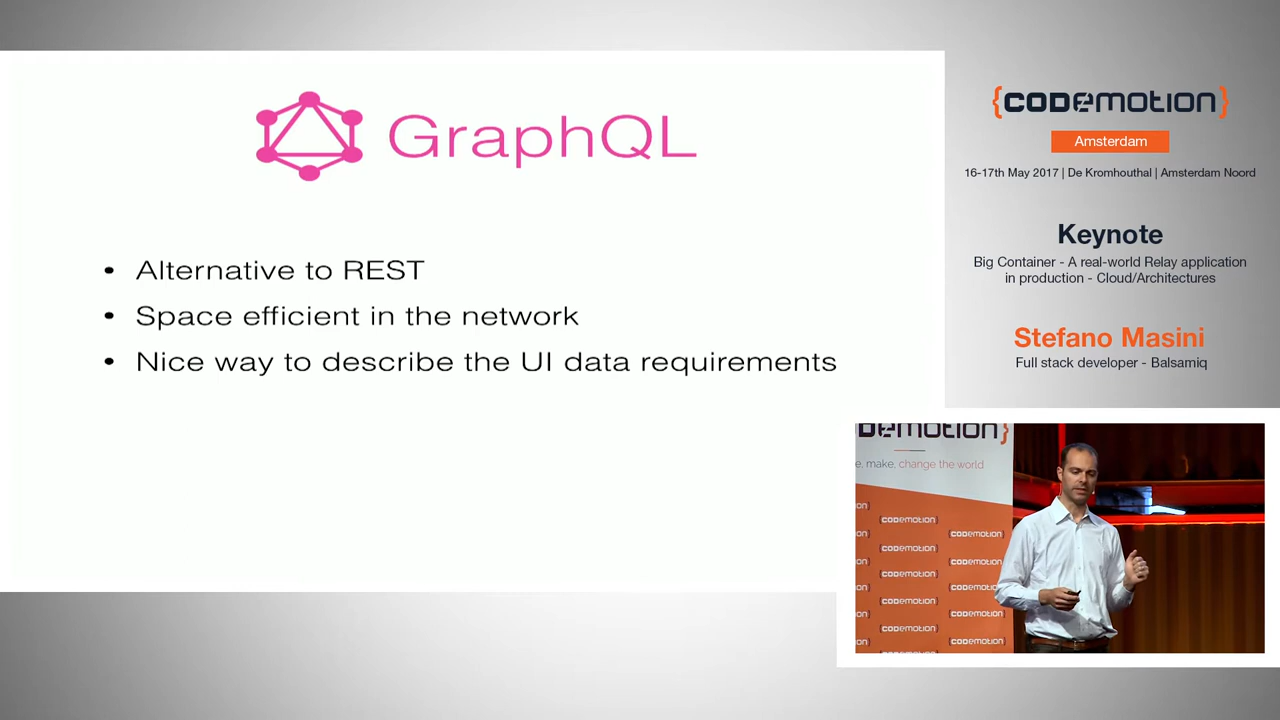 GraphQL
• Alternative to REST
• Space efficient in the network
• Nice way to describe the UI data requirements
{CODEMOTION}
Amsterdam
16-17th May 2017 | De Kromhouthal | Amsterdam Noord
Keynote
Big Container - A real-world Relay application
in production - Cloud/Architectures
Stefano Masini
Full stack developer - Balsamiq
DEMOTION}
e, make, change the world
{CODEMOTION}
{CODEMOTION}
{CODEMOTION}
{CODEMOTION}
{CODEMOTION}
{CODEMOTION}
{CODEMOTION}
{CODEMOTION}
{CODEMOTION}
{CODEMOTION}